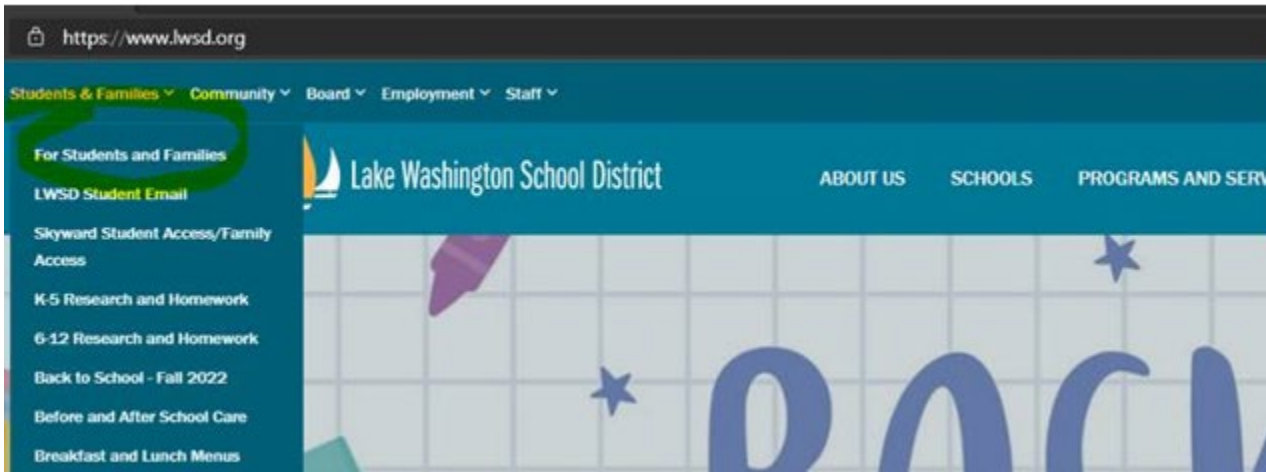 https://www.lwsd.org
Students & Families Community Board Employment Staff
For Students and Families
LWSD Student Email
Skyward Student Access/Family
Access
K-5 Research and Homework
6-12 Research and Homework
Back to School - Fall 2022
Before and After School Care
Breakfast and Lunch Menus
Lake Washington School District
ABOUT US SCHOOLS PROGRAMS AND